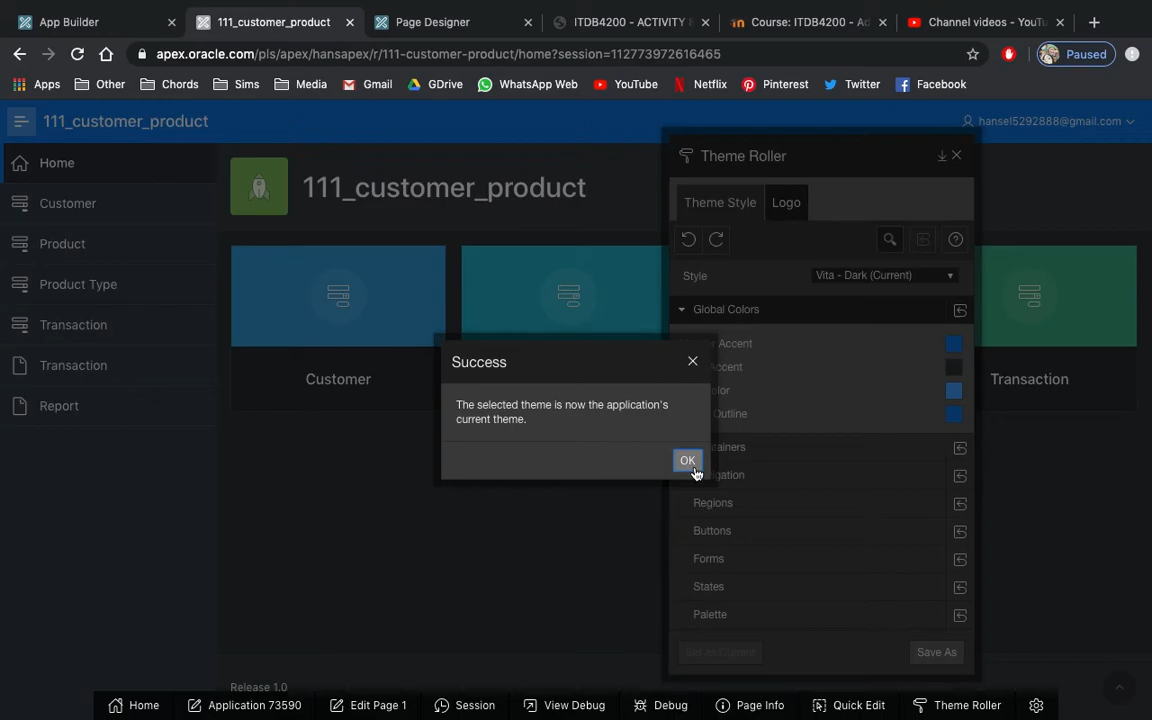 App Builder
111_customer_product
Page Designer
ITDB4200 - ACTIVITY 8
Course: ITDB4200 - Ad
Channel videos - YouTu
apex.oracle.com/pls/apex/hansapex/r/111-customer-product/home?session=112773972616465
Paused
Apps Other Chords Sims Media Gmail GDrive WhatsApp Web YouTube Netflix Pinterest Twitter Facebook
111_customer_product
hansel5292888@gmail.com
Home
Customer
Product
Product Type
Transaction
Transaction
Report
111_customer_product
Customer
Transaction
Theme Roller
Theme Style Logo
Style Vita - Dark (Current)
Global Colors
Accent
Accent
Outline
Regions
Buttons
Forms
States
Palette
Set as Current Save As
Success
The selected theme is now the application's
current theme.
OK
Release 1.0
Home Application 73590 Edit Page 1 Session View Debug Debug Page Info Quick Edit Theme Roller